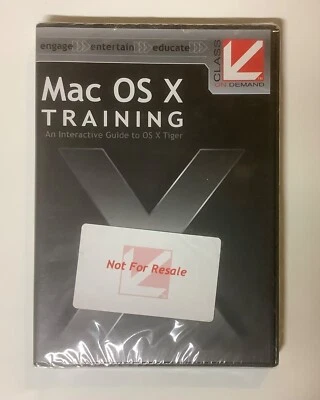 engage entertain educate
CLASS
ON DEMAND
Mac OS X
TRAINING
An Interactive Guide to OS X Tiger
Not For Resale